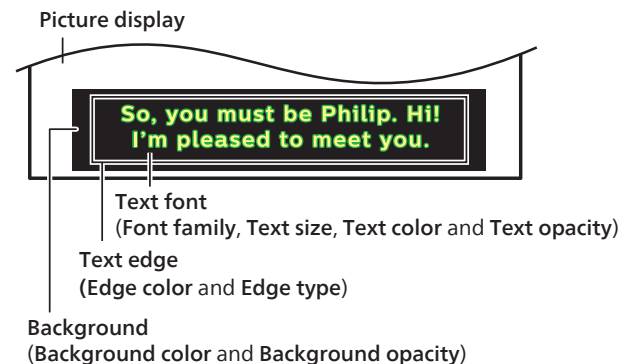 Picture display
So, you must be Philip. Hi!
I'm pleased to meet you.
Text font
(Font family, Text size, Text color and Text opacity)
Text edge
(Edge color and Edge type)
Background
(Background color and Background opacity)